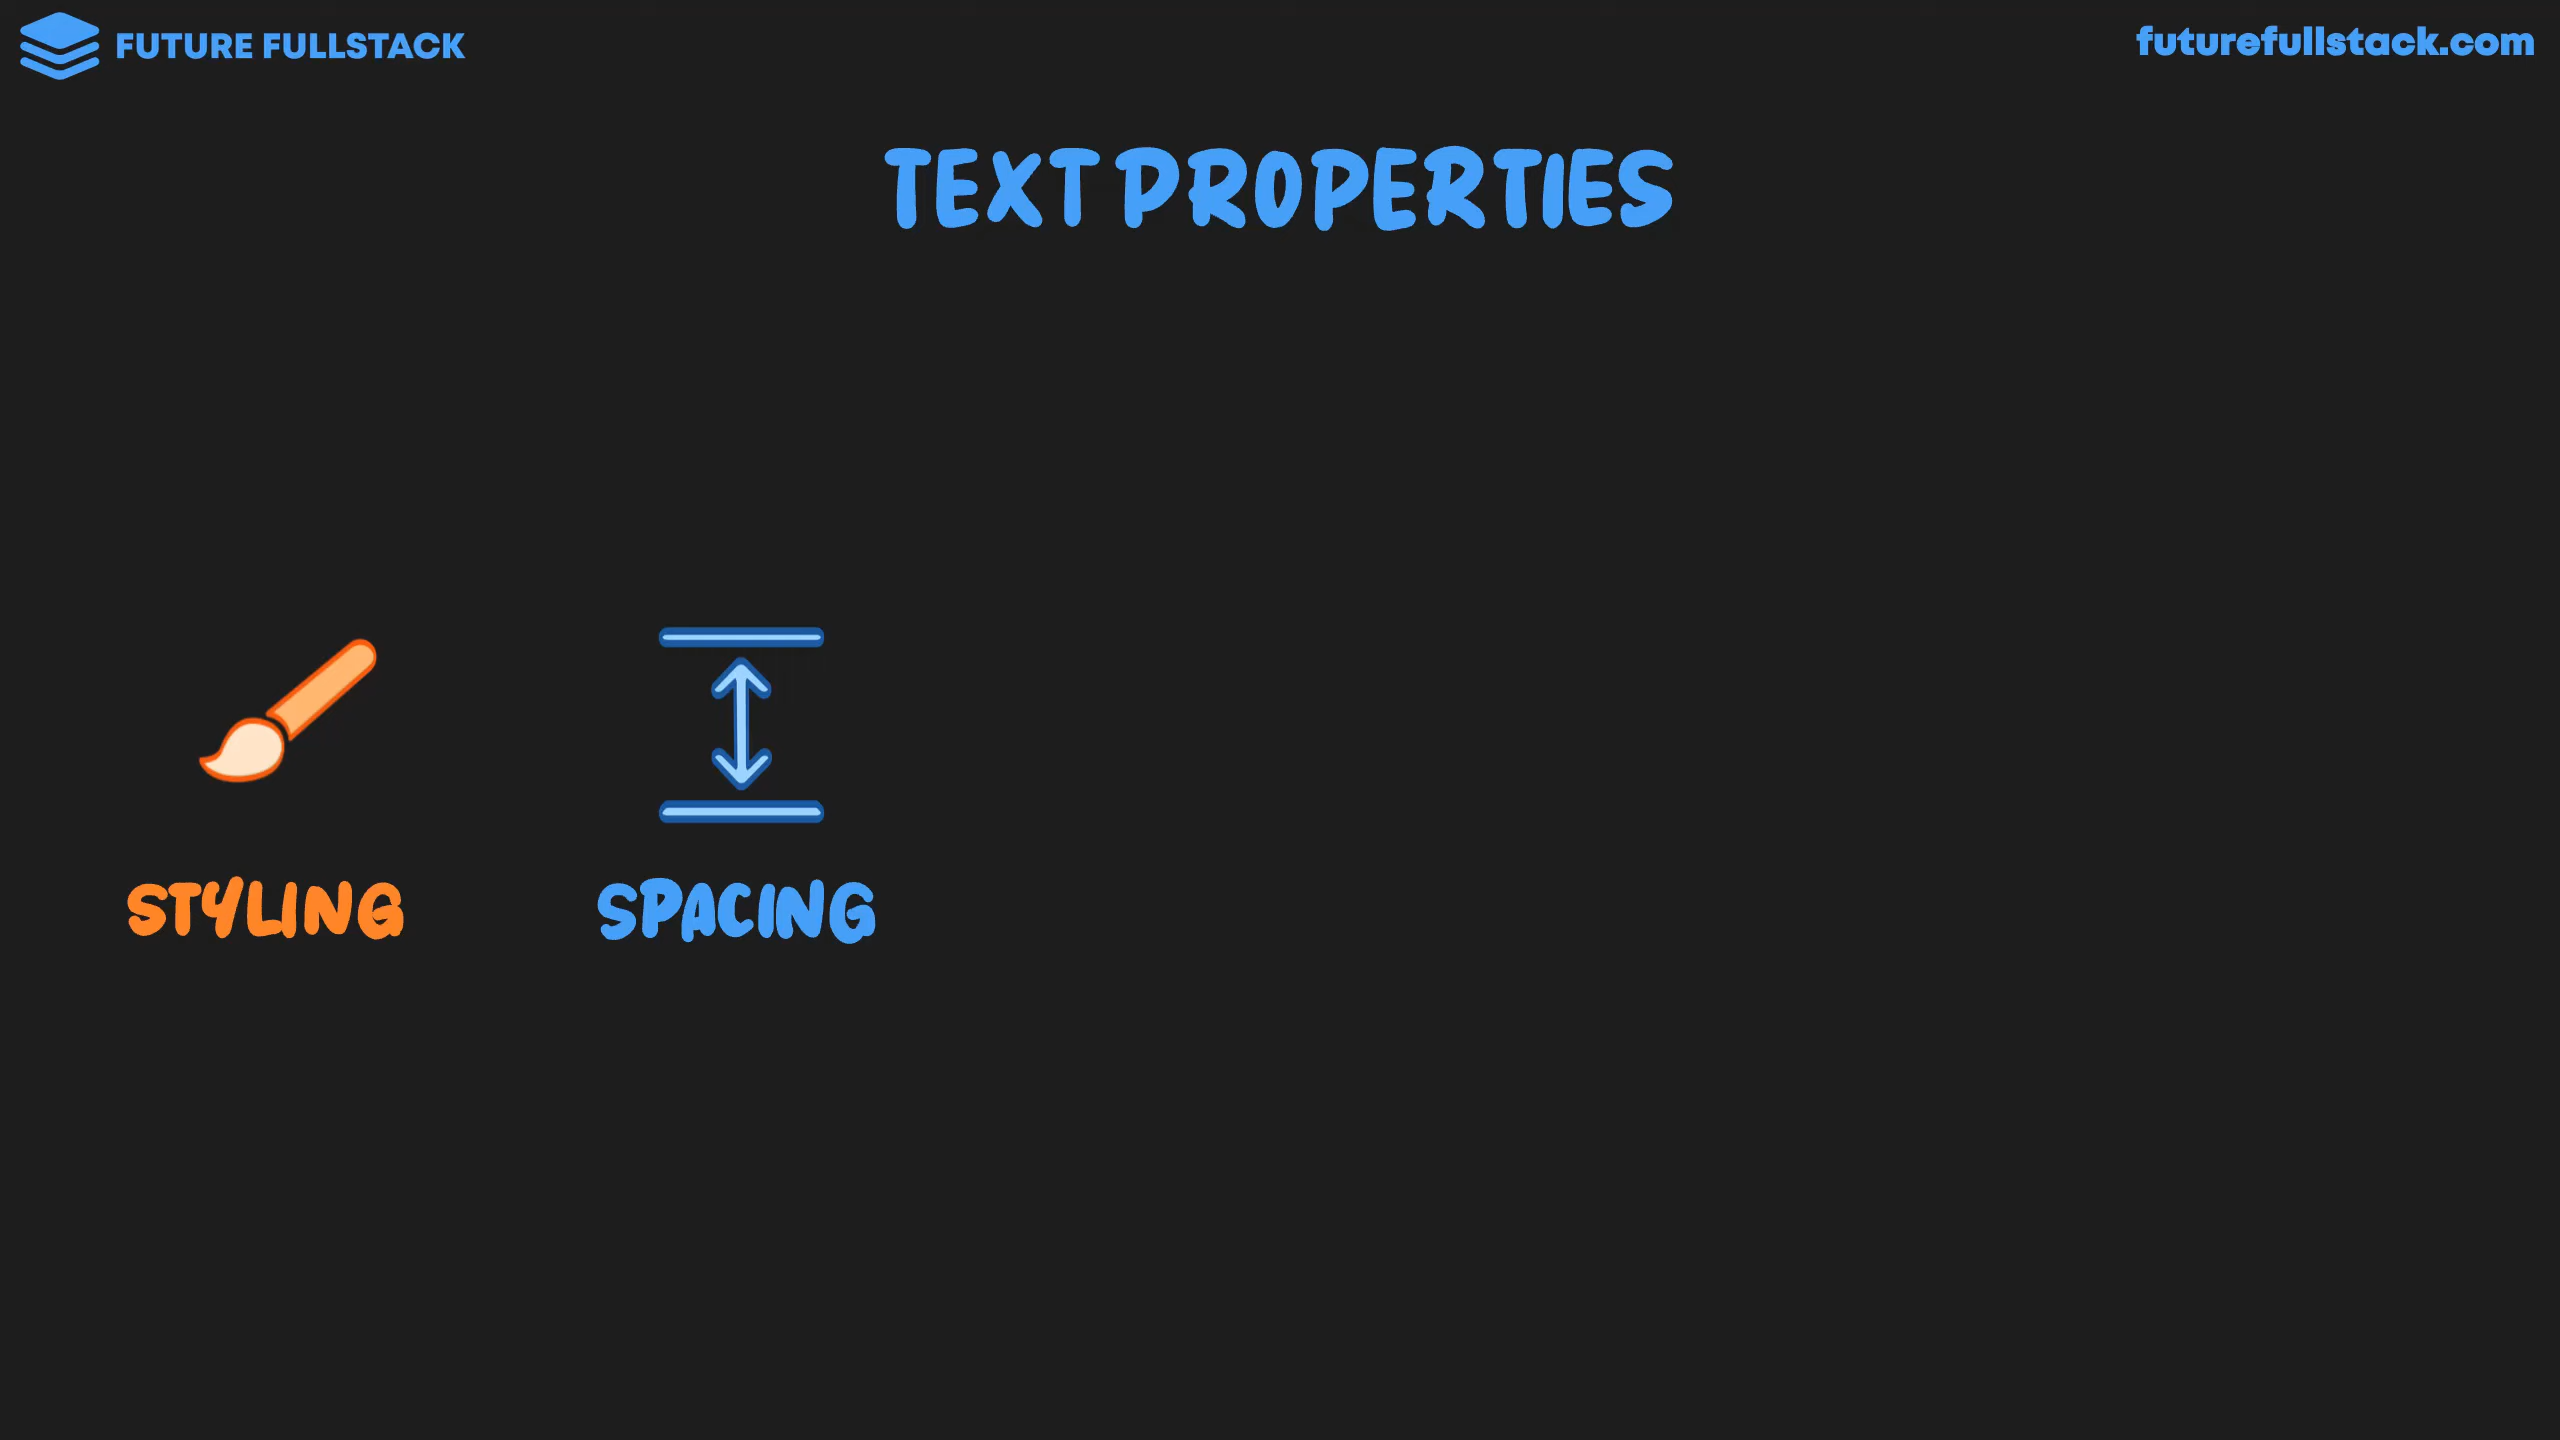 FUTURE FULLSTACK
futurefullstack.com
TEXT PROPERTIES
STYLING
SPACING